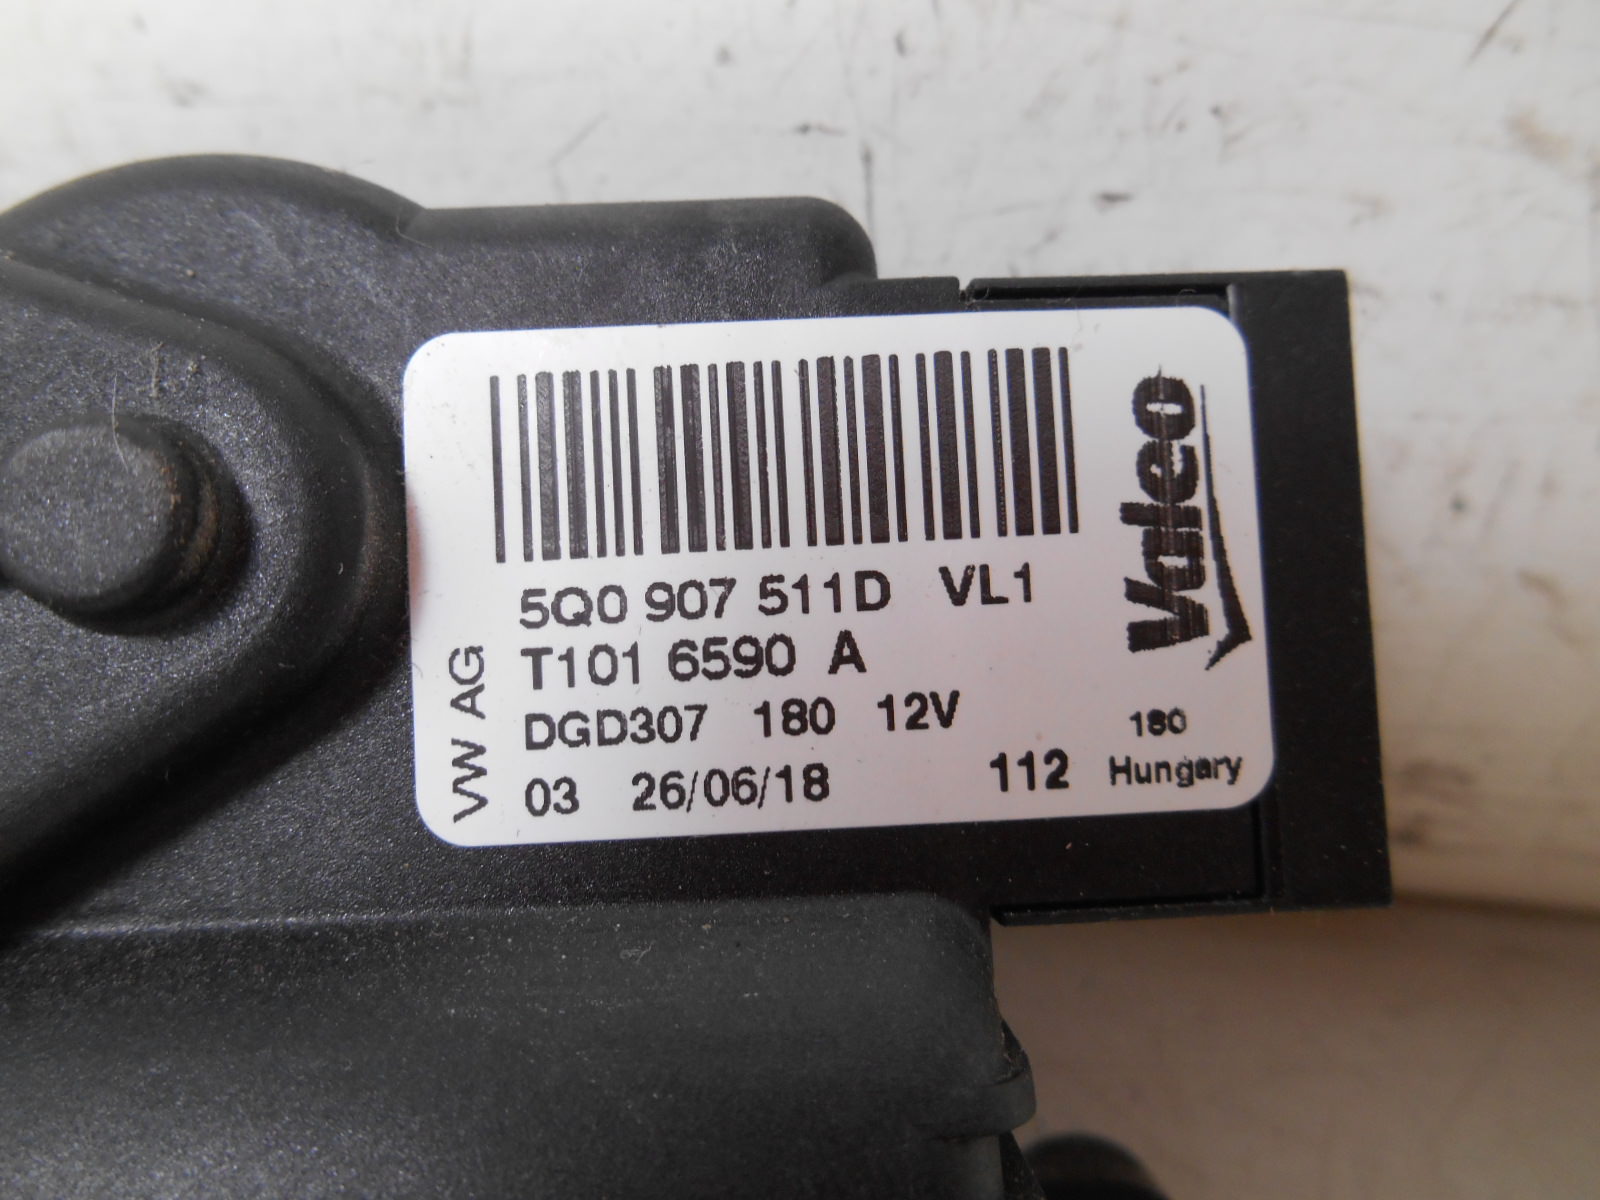 5Q0 907 511D VL1
T101 6590 A
DGD307 180 12V
03 26/06/18 112
VW AG
Valeo
180
Hungary